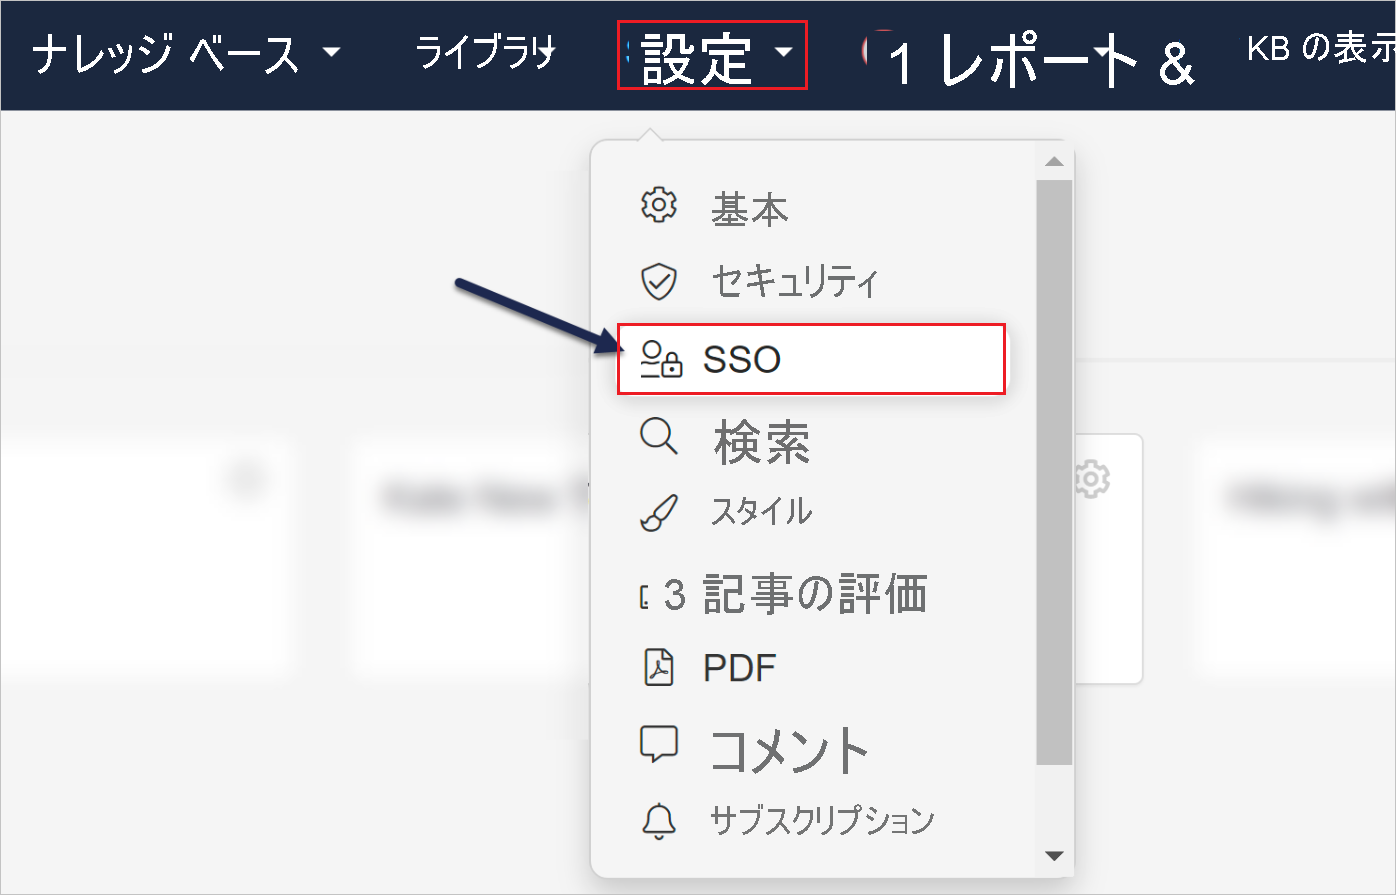 ナレッジ ベース
ライブラリ
設定
1 レポート &
KB の表示
基本
セキュリティ
SSO
検索
スタイル
3 記事の評価
PDF
コメント
サブスクリプション